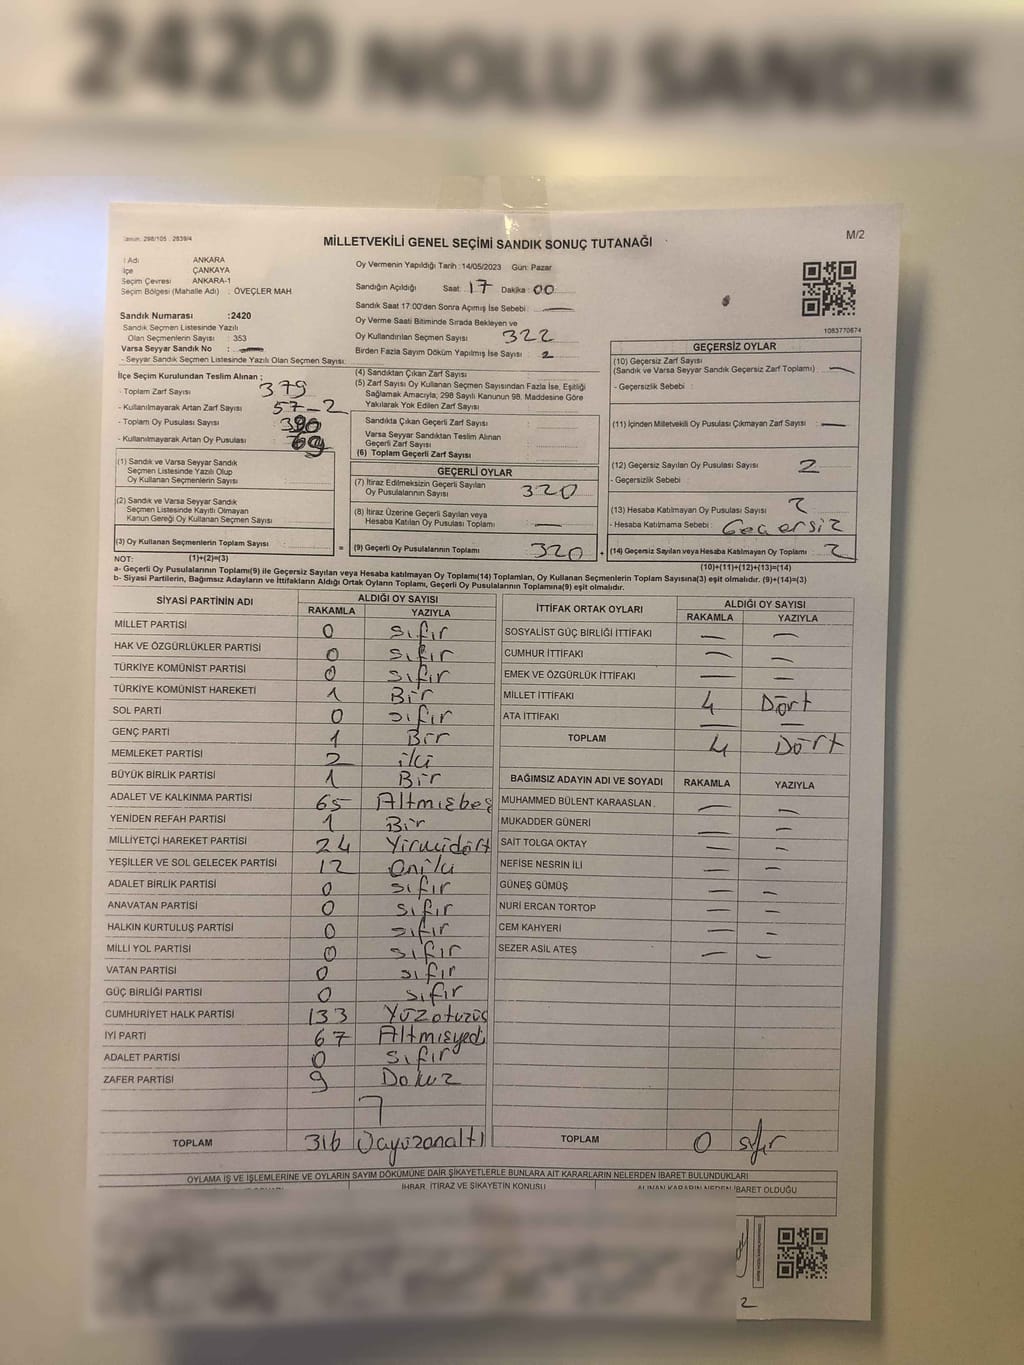 2420 NOLU SANDIK
MİLLETVEKİLİ GENEL SEÇİMİ SANDIK SONUÇ TUTANAĞI
M/2
İl Adı ANKARA
İlçe ÇANKAYA
Seçim Çevresi ANKARA-1
Seçim Bölgesi (Mahalle Adı) : ÖVEÇLER MAH
Sandık Numarası :2420
Sandık Seçmen Listesinde Yazılı
Olan Seçmenlerin Sayısı : 353
Varsa Seyyar Sandık No :
- Seyyar Sandık Seçmen Listesinde Yazılı Olan Seçmen Sayısı:
Oy Vermenin Yapıldığı Tarih :14/05/2023 Gün: Pazar
Sandığın Açıldığı Saat: 17 Dakika: 00
Sandık Saat 17:00'den Sonra Açılmış İse Sebebi : —
Oy Verme Saati Bitiminde Sırada Bekleyen ve
Oy Kullandırılan Seçmen Sayısı 322
Birden Fazla Sayım Döküm Yapılmış İse Sayısı : 2
1083770674
İlçe Seçim Kurulundan Teslim Alınan ;
- Toplam Zarf Sayısı 379
- Kullanılmayarak Artan Zarf Sayısı 57-2
- Toplam Oy Pusulası Sayısı
- Kullanılmayarak Artan Oy Pusulası
(1) Sandık ve Varsa Seyyar Sandık
Seçmen Listesinde Yazılı Olup
Oy Kullanan Seçmenlerin Sayısı
(2) Sandık ve Varsa Seyyar Sandık
Seçmen Listesinde Kayıtlı Olmayan
Kanun Gereği Oy Kullanan Seçmen Sayısı
(3) Oy Kullanan Seçmenlerin Toplam Sayısı
(4) Sandıktan Çıkan Zarf Sayısı
(5) Zarf Sayısı Oy Kullanan Seçmen Sayısından Fazla İse, Eşitliği
Sağlamak Amacıyla; 298 Sayılı Kanunun 98. Maddesine Göre
Yakılarak Yok Edilen Zarf Sayısı
Sandıkta Çıkan Geçerli Zarf Sayısı
Varsa Seyyar Sandıktan Teslim Alınan
Geçerli Zarf Sayısı
(6) Toplam Geçerli Zarf Sayısı
GEÇERLİ OYLAR
(7) İtiraz Edilmeksizin Geçerli Sayılan
Oy Pusulalarının Sayısı 320
(8) İtiraz Üzerine Geçerli Sayılan veya
Hesaba Katılan Oy Pusulası Toplamı —
= (9) Geçerli Oy Pusulalarının Toplamı 320
GEÇERSİZ OYLAR
(10) Geçersiz Zarf Sayısı
(Sandık ve Varsa Seyyar Sandık Geçersiz Zarf Toplamı) —
- Geçersizlik Sebebi :
(11) İçinden Milletvekili Oy Pusulası Çıkmayan Zarf Sayısı —
(12) Geçersiz Sayılan Oy Pusulası Sayısı 2
- Geçersizlik Sebebi :
(13) Hesaba Katılmayan Oy Pusulası Sayısı 2
- Hesaba Katılmama Sebebi : Geçersiz
+ (14) Geçersiz Sayılan veya Hesaba Katılmayan Oy Toplamı 2
NOT: (1)+(2)=(3)
(10)+(11)+(12)+(13)=(14)
a- Geçerli Oy Pusulalarının Toplamı(9) ile Geçersiz Sayılan veya Hesaba katılmayan Oy Toplamı(14) Toplamları, Oy Kullanan Seçmenlerin Toplam Sayısına(3) eşit olmalıdır. (9)+(14)=(3)
b- Siyasi Partilerin, Bağımsız Adayların ve İttifakların Aldığı Ortak Oyların Toplamı, Geçerli Oy Pusulalarının Toplamına(9) eşit olmalıdır.
SİYASİ PARTİNİN ADI ALDIĞI OY SAYISI
RAKAMLA YAZIYLA
MİLLET PARTİSİ 0 sıfır
HAK VE ÖZGÜRLÜKLER PARTİSİ 0 sıfır
TÜRKİYE KOMÜNİST PARTİSİ 0 sıfır
TÜRKİYE KOMÜNİST HAREKETİ 1 Bir
SOL PARTİ 0 sıfır
GENÇ PARTİ 1 Bir
MEMLEKET PARTİSİ 2 iki
BÜYÜK BİRLİK PARTİSİ 1 Bir
ADALET VE KALKINMA PARTİSİ 65 Altmışbeş
YENİDEN REFAH PARTİSİ 1 Bir
MİLLİYETÇİ HAREKET PARTİSİ 24 Yirmidört
YEŞİLLER VE SOL GELECEK PARTİSİ 12 Oniki
ADALET BİRLİK PARTİSİ 0 sıfır
ANAVATAN PARTİSİ 0 sıfır
HALKIN KURTULUŞ PARTİSİ 0 sıfır
MİLLİ YOL PARTİSİ 0 sıfır
VATAN PARTİSİ 0 sıfır
GÜÇ BİRLİĞİ PARTİSİ 0 sıfır
CUMHURİYET HALK PARTİSİ 133 Yüzotuzüç
İYİ PARTİ 67 Altmışyedi
ADALET PARTİSİ 0 sıfır
ZAFER PARTİSİ 9 Dokuz
TOPLAM 316 Üçyüzonaltı
İTTİFAK ORTAK OYLARI ALDIĞI OY SAYISI
RAKAMLA YAZIYLA
SOSYALİST GÜÇ BİRLİĞİ İTTİFAKI — —
CUMHUR İTTİFAKI — —
EMEK VE ÖZGÜRLÜK İTTİFAKI — —
MİLLET İTTİFAKI 4 Dört
ATA İTTİFAKI — —
TOPLAM 4 Dört
BAĞIMSIZ ADAYIN ADI VE SOYADI RAKAMLA YAZIYLA
MUHAMMED BÜLENT KARAASLAN — —
MUKADDER GÜNERİ — —
SAİT TOLGA OKTAY — —
NEFİSE NESRİN İLİ — —
GÜNEŞ GÜMÜŞ — —
NURİ ERCAN TORTOP — —
CEM KAHYERİ — —
SEZER ASİL ATEŞ — —
TOPLAM 0 sıfır
OYLAMA İŞ VE İŞLEMLERİNE VE OYLARIN SAYIM DÖKÜMÜNE DAİR ŞİKAYETLERLE BUNLARA AİT KARARLARIN NELERDEN İBARET BULUNDUKLARI
İHBAR, İTİRAZ VE ŞİKAYETİN KONUSU ALINAN KARARIN NEDEN İBARET OLDUĞU
2